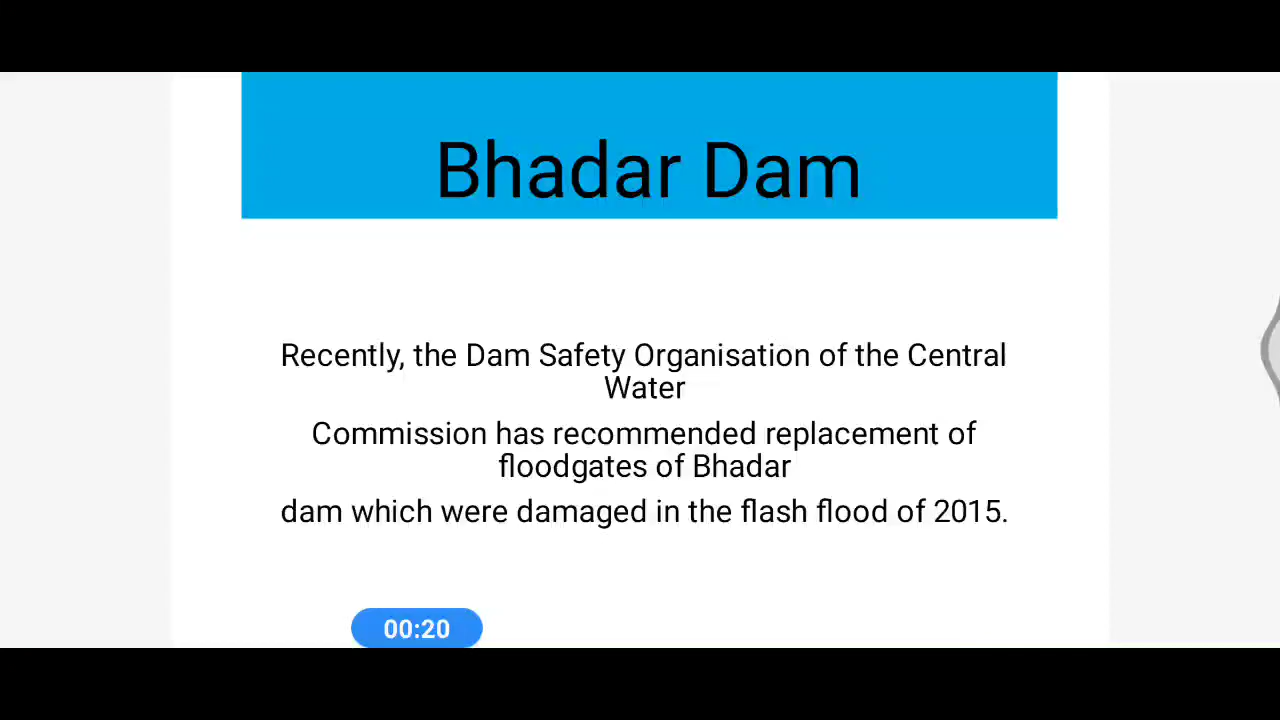 Bhadar Dam
Recently, the Dam Safety Organisation of the Central
Water
Commission has recommended replacement of
floodgates of Bhadar
dam which were damaged in the flash flood of 2015.
00:20